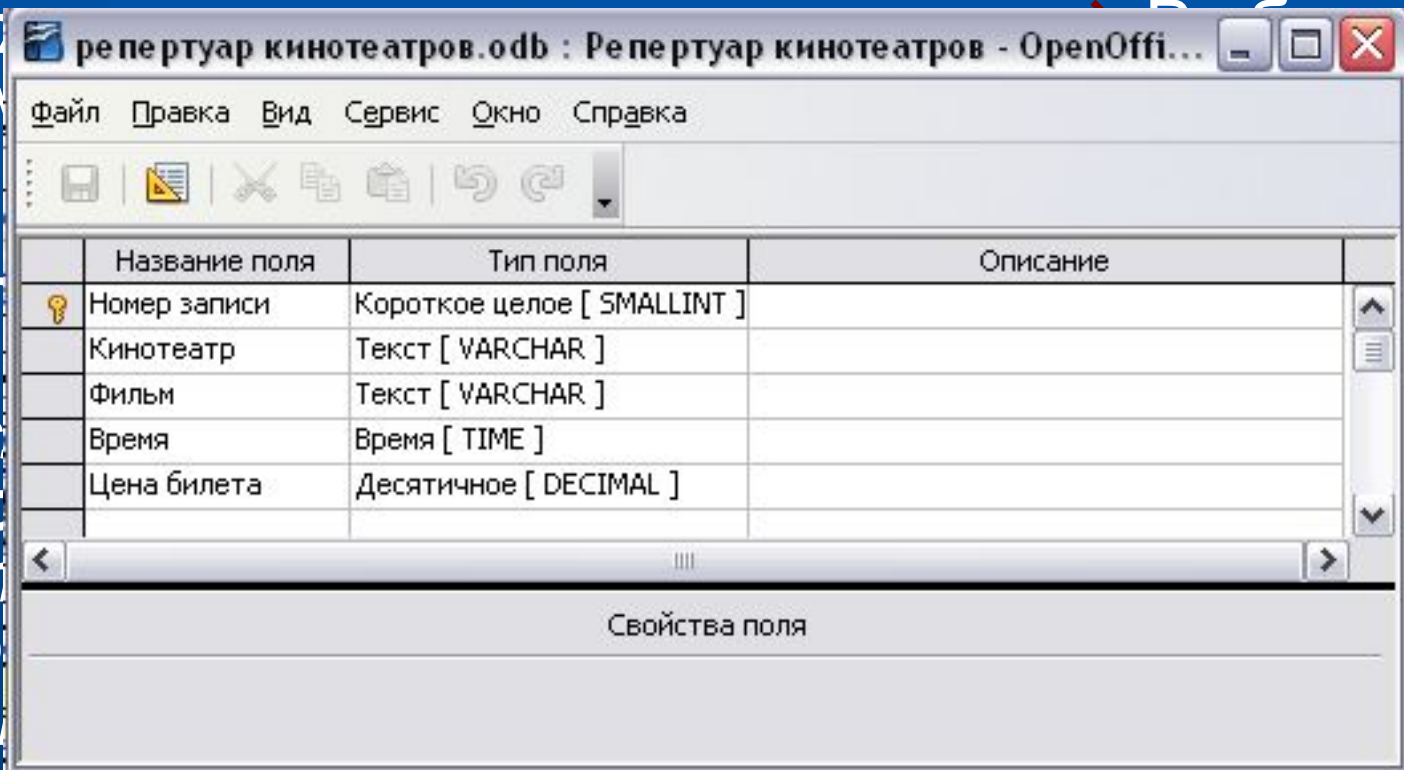 репертуар кинотеатров.odb : Репертуар кинотеатров - OpenOffi...
Файл Правка Вид Сервис Окно Справка
Название поля Тип поля Описание
Номер записи Короткое целое [ SMALLINT ]
Кинотеатр Текст [ VARCHAR ]
Фильм Текст [ VARCHAR ]
Время Время [ TIME ]
Цена билета Десятичное [ DECIMAL ]
Свойства поля